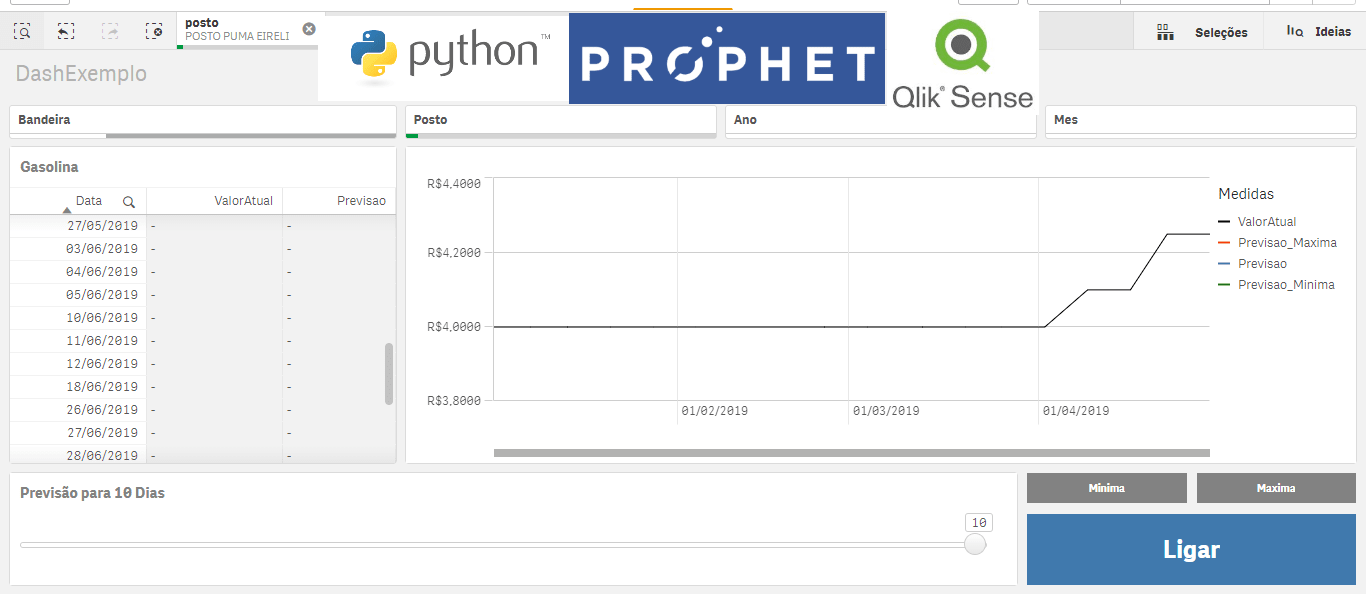 posto
POSTO PUMA EIRELI
python™
PROPHET
Qlik® Sense
Seleções
Ideias
DashExemplo
Bandeira
Posto
Ano
Mes
Gasolina
Data ValorAtual Previsao
27/05/2019 - -
03/06/2019 - -
04/06/2019 - -
05/06/2019 - -
10/06/2019 - -
11/06/2019 - -
12/06/2019 - -
18/06/2019 - -
26/06/2019 - -
27/06/2019 - -
28/06/2019 - -
R$4,4000
R$4,2000
R$4,0000
R$3,8000
01/02/2019 01/03/2019 01/04/2019
Medidas
ValorAtual
Previsao_Maxima
Previsao
Previsao_Minima
Previsão para 10 Dias
10
Minima
Maxima
Ligar